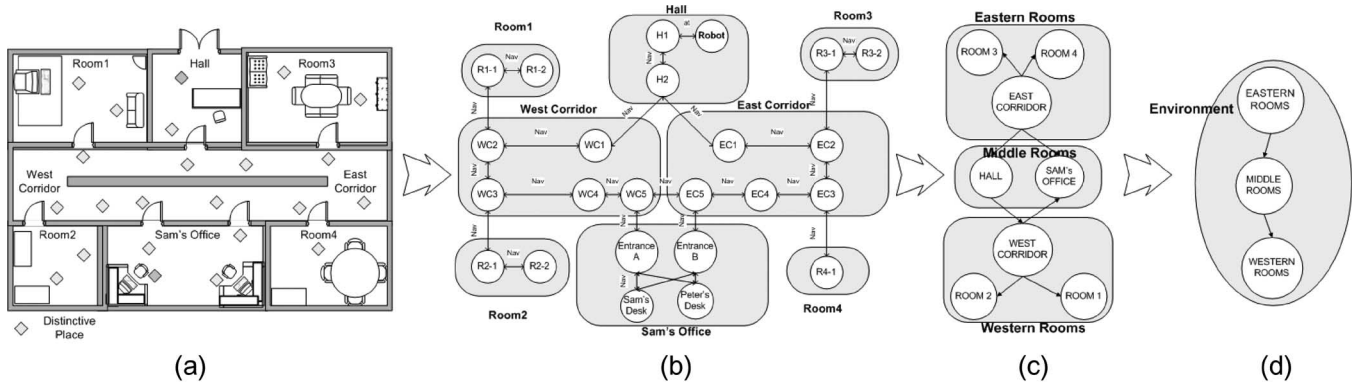 Room1
Hall
Room3
West
Corridor
East
Corridor
Room2
Sam's Office
Room4
Distinctive
Place
(a)
Hall
Room1
H1
at
Robot
Room3
R1-1
Nav
R1-2
Nav
R3-1
Nav
R3-2
H2
Nav
Nav
Nav
Nav
Nav
West Corridor
East Corridor
WC2
Nav
WC1
EC1
Nav
EC2
Nav
Nav
WC3
Nav
WC4
Nav
WC5
Nav
EC5
Nav
EC4
Nav
EC3
Nav
Nav
Nav
Nav
R2-1
Nav
R2-2
Entrance
A
Entrance
B
R4-1
Nav
Sam's
Desk
Peter's
Desk
Room2
Sam's Office
Room4
(b)
Eastern Rooms
ROOM 3
ROOM 4
EAST
CORRIDOR
Middle Rooms
HALL
SAM's
OFFICE
WEST
CORRIDOR
ROOM 2
ROOM 1
Western Rooms
(c)
Environment
EASTERN
ROOMS
MIDDLE
ROOMS
WESTERN
ROOMS
(d)